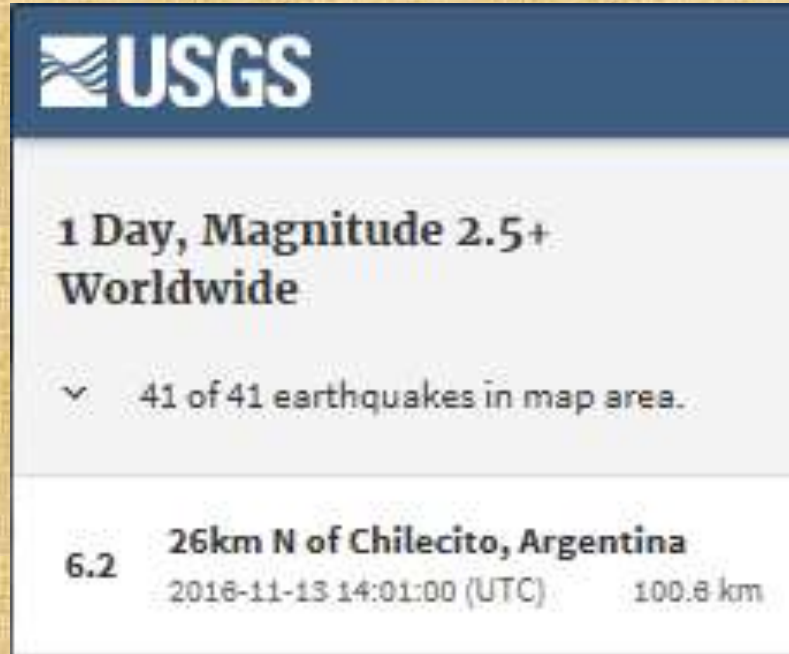 USGS
1 Day, Magnitude 2.5+
Worldwide
41 of 41 earthquakes in map area.
6.2
26km N of Chilecito, Argentina
2016-11-13 14:01:00 (UTC) 100.6 km